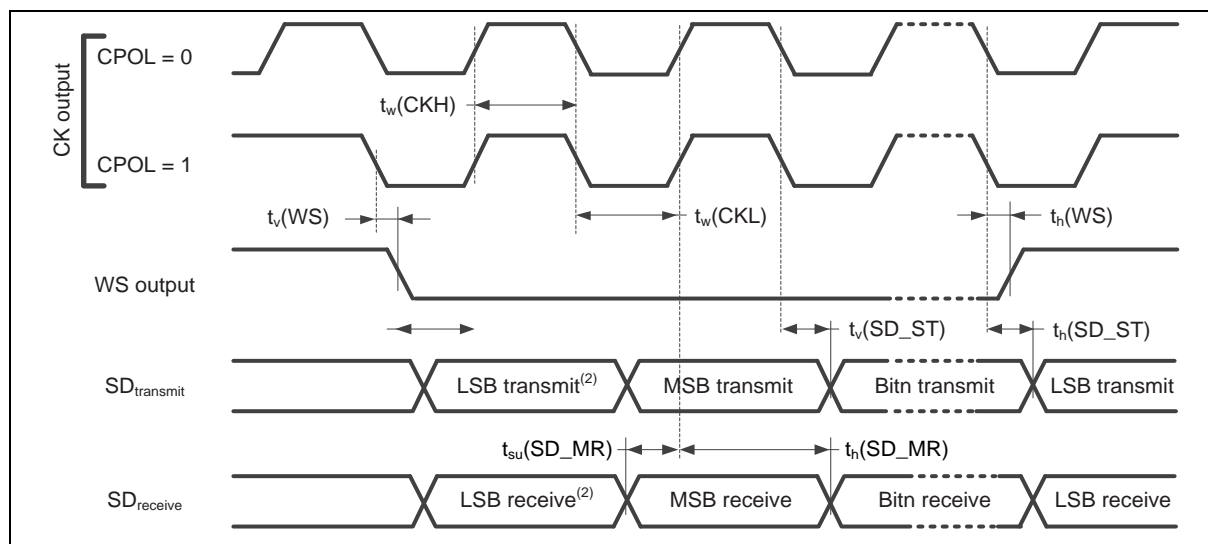 CK output
CPOL = 0
tw(CKH)
CPOL = 1
tv(WS)
tw(CKL)
th(WS)
WS output
tv(SD_ST)
th(SD_ST)
SDtransmit
LSB transmit(2)
MSB transmit
Bitn transmit
LSB transmit
tsu(SD_MR)
th(SD_MR)
SDreceive
LSB receive(2)
MSB receive
Bitn receive
LSB receive